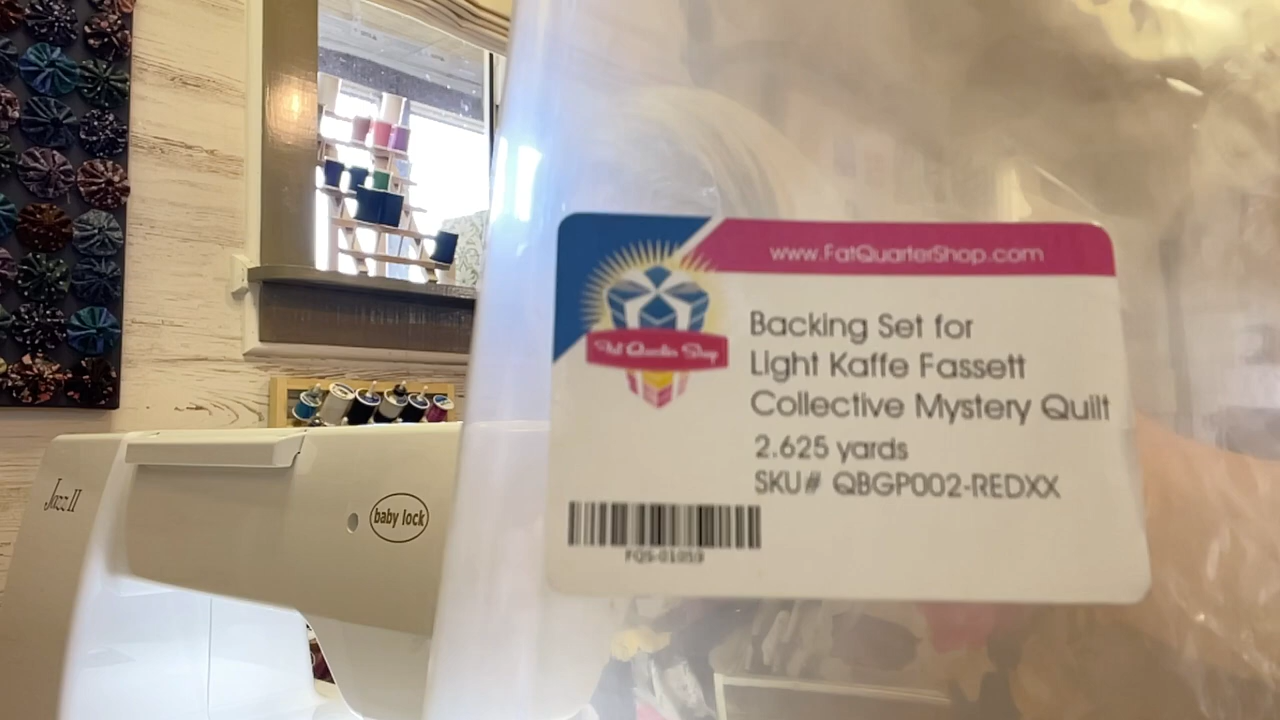 www.FatQuarterShop.com
Fat Quarter Shop
Backing Set for
Light Kaffe Fassett
Collective Mystery Quilt
2.625 yards
SKU# QBGP002-REDXX
FQS-01059
Jazz II
baby lock